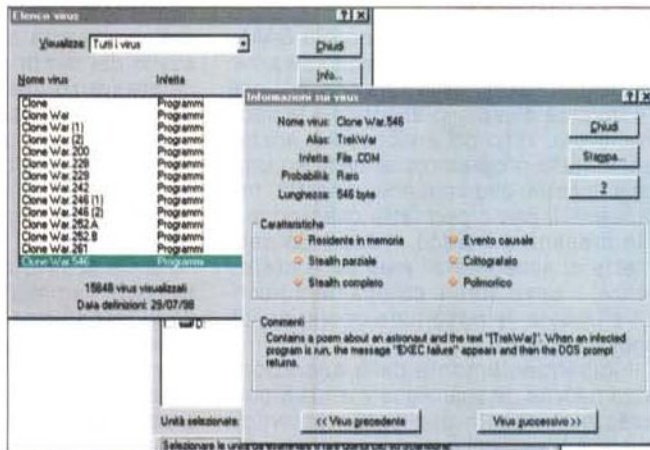 Elenco virus
Visualizza: Tutti i virus
Chiudi
Info...
Nome virus Infetta
Clone Programmi
Clone War Programmi
Clone War (1) Programmi
Clone War (2) Programmi
Clone War.200 Programmi
Clone War.228 Programmi
Clone War.229 Programmi
Clone War.242 Programmi
Clone War.246 (1) Programmi
Clone War.246 (2) Programmi
Clone War.252.A Programmi
Clone War.252.B Programmi
Clone War.261 Programmi
Clone War.546 Programmi
15848 virus visualizzati
Data definizioni: 29/07/98
D:
Unità selezionate:
Informazioni sui virus
Nome virus: Clone War.546
Alias: TrekWar
Infetta: File .COM
Probabilità: Raro
Lunghezza: 546 byte
Chiudi
Stampa...
?
Caratteristiche
Residente in memoria
Evento causale
Stealth parziale
Crittografato
Stealth completo
Polimorfico
Commenti
Contains a poem about an astronaut and the text "[TrekWar]". When an infected
program is run, the message "EXEC failure" appears and then the DOS prompt
returns.
<< Virus precedente
Virus successivo >>